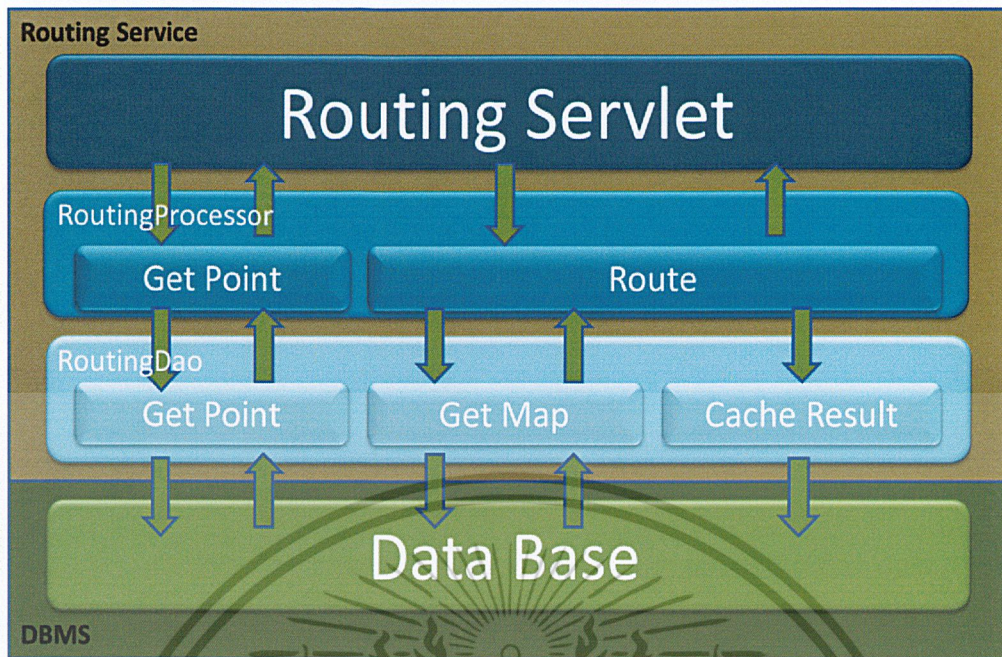 Routing Service
Routing Servlet
RoutingProcessor
Get Point
Route
RoutingDao
Get Point
Get Map
Cache Result
Data Base
DBMS